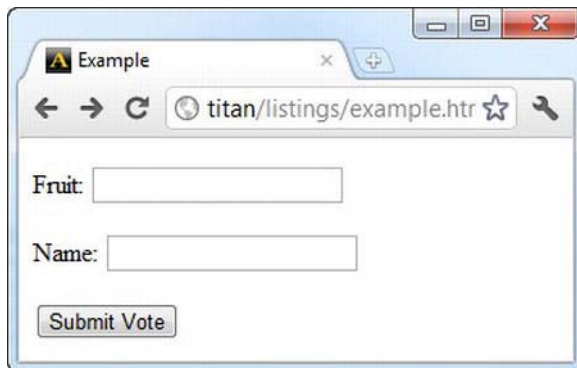 Example
titan/listings/example.htr
Fruit:
Name:
Submit Vote